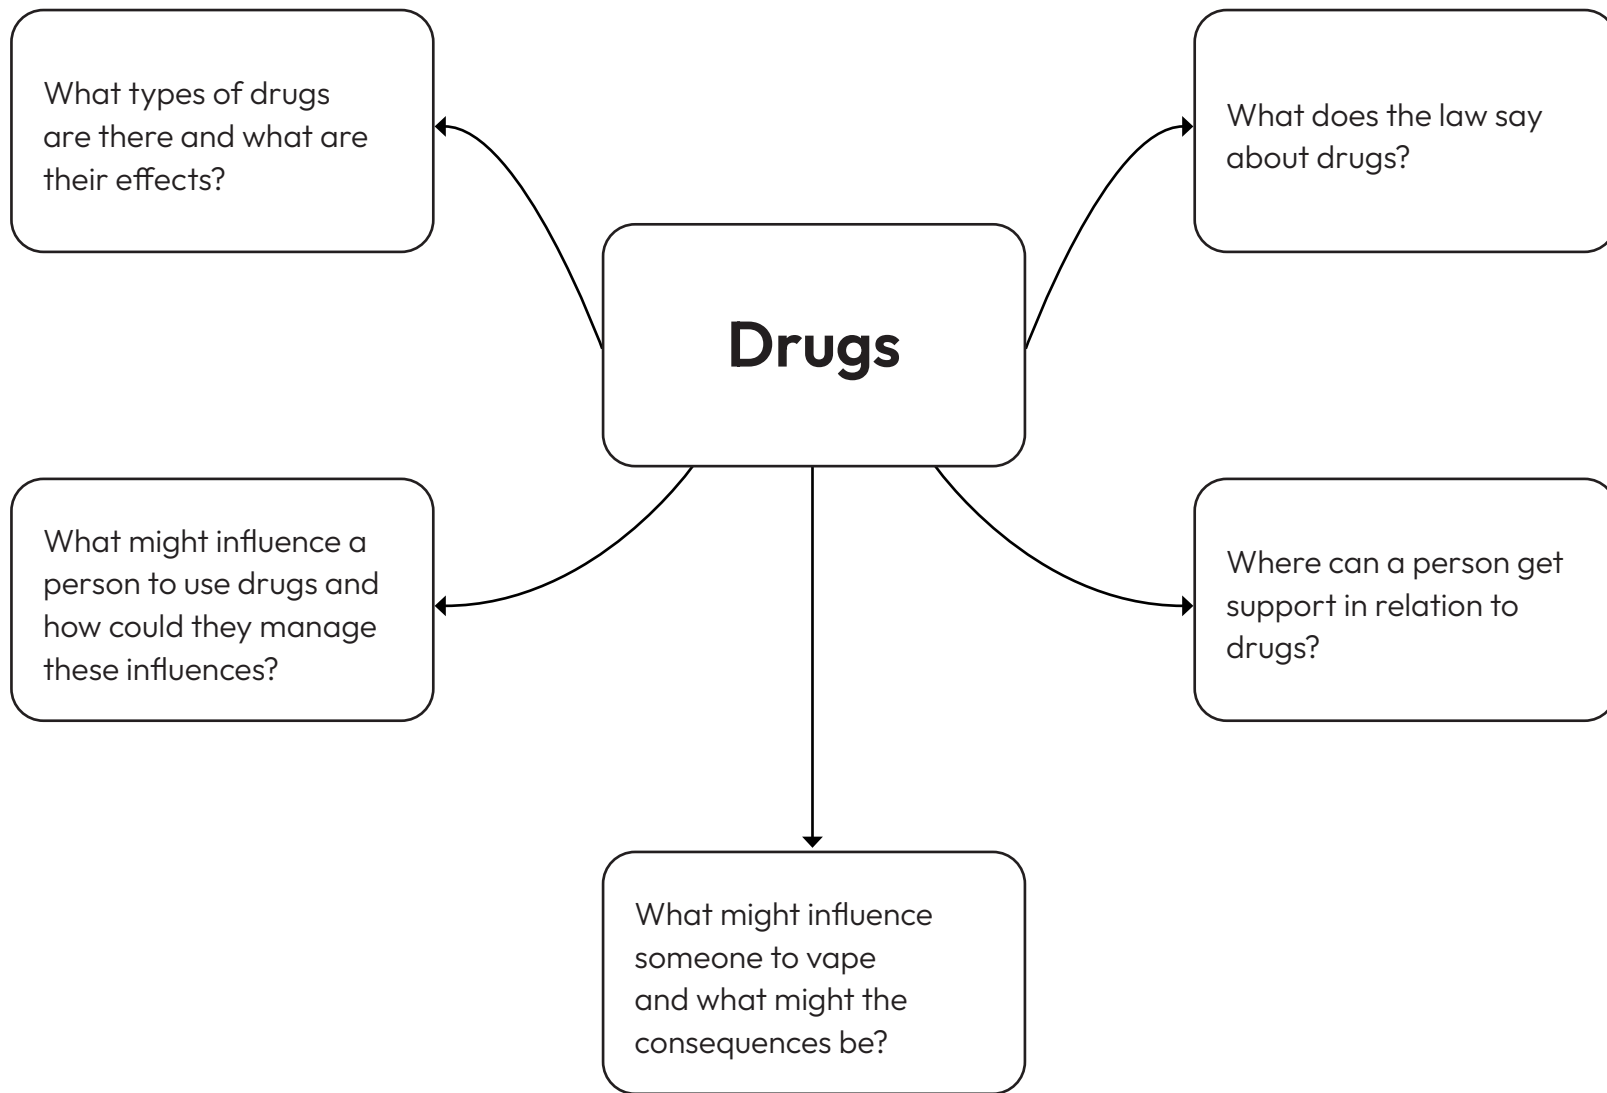 What types of drugs
are there and what are
their effects?
What does the law say
about drugs?
Drugs
What might influence a
person to use drugs and
how could they manage
these influences?
Where can a person get
support in relation to
drugs?
What might influence
someone to vape
and what might the
consequences be?